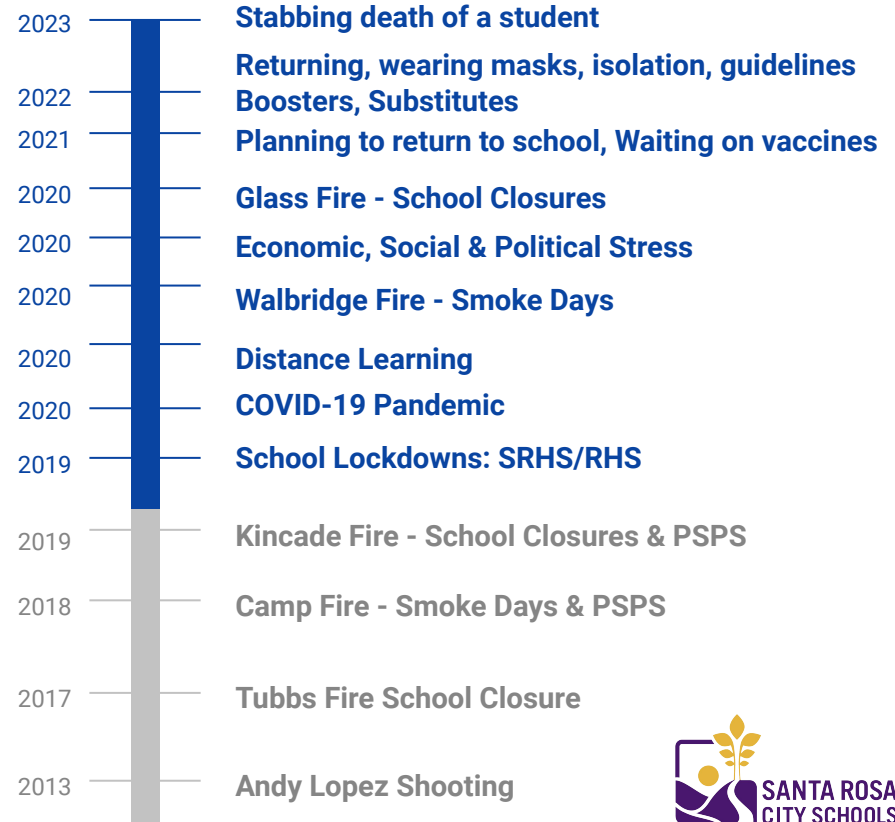 2023 Stabbing death of a student
Returning, wearing masks, isolation, guidelines
2022 Boosters, Substitutes
2021 Planning to return to school, Waiting on vaccines
2020 Glass Fire - School Closures
2020 Economic, Social & Political Stress
2020 Walbridge Fire - Smoke Days
2020 Distance Learning
2020 COVID-19 Pandemic
2019 School Lockdowns: SRHS/RHS
2019 Kincade Fire - School Closures & PSPS
2018 Camp Fire - Smoke Days & PSPS
2017 Tubbs Fire School Closure
2013 Andy Lopez Shooting
SANTA ROSA
CITY SCHOOLS